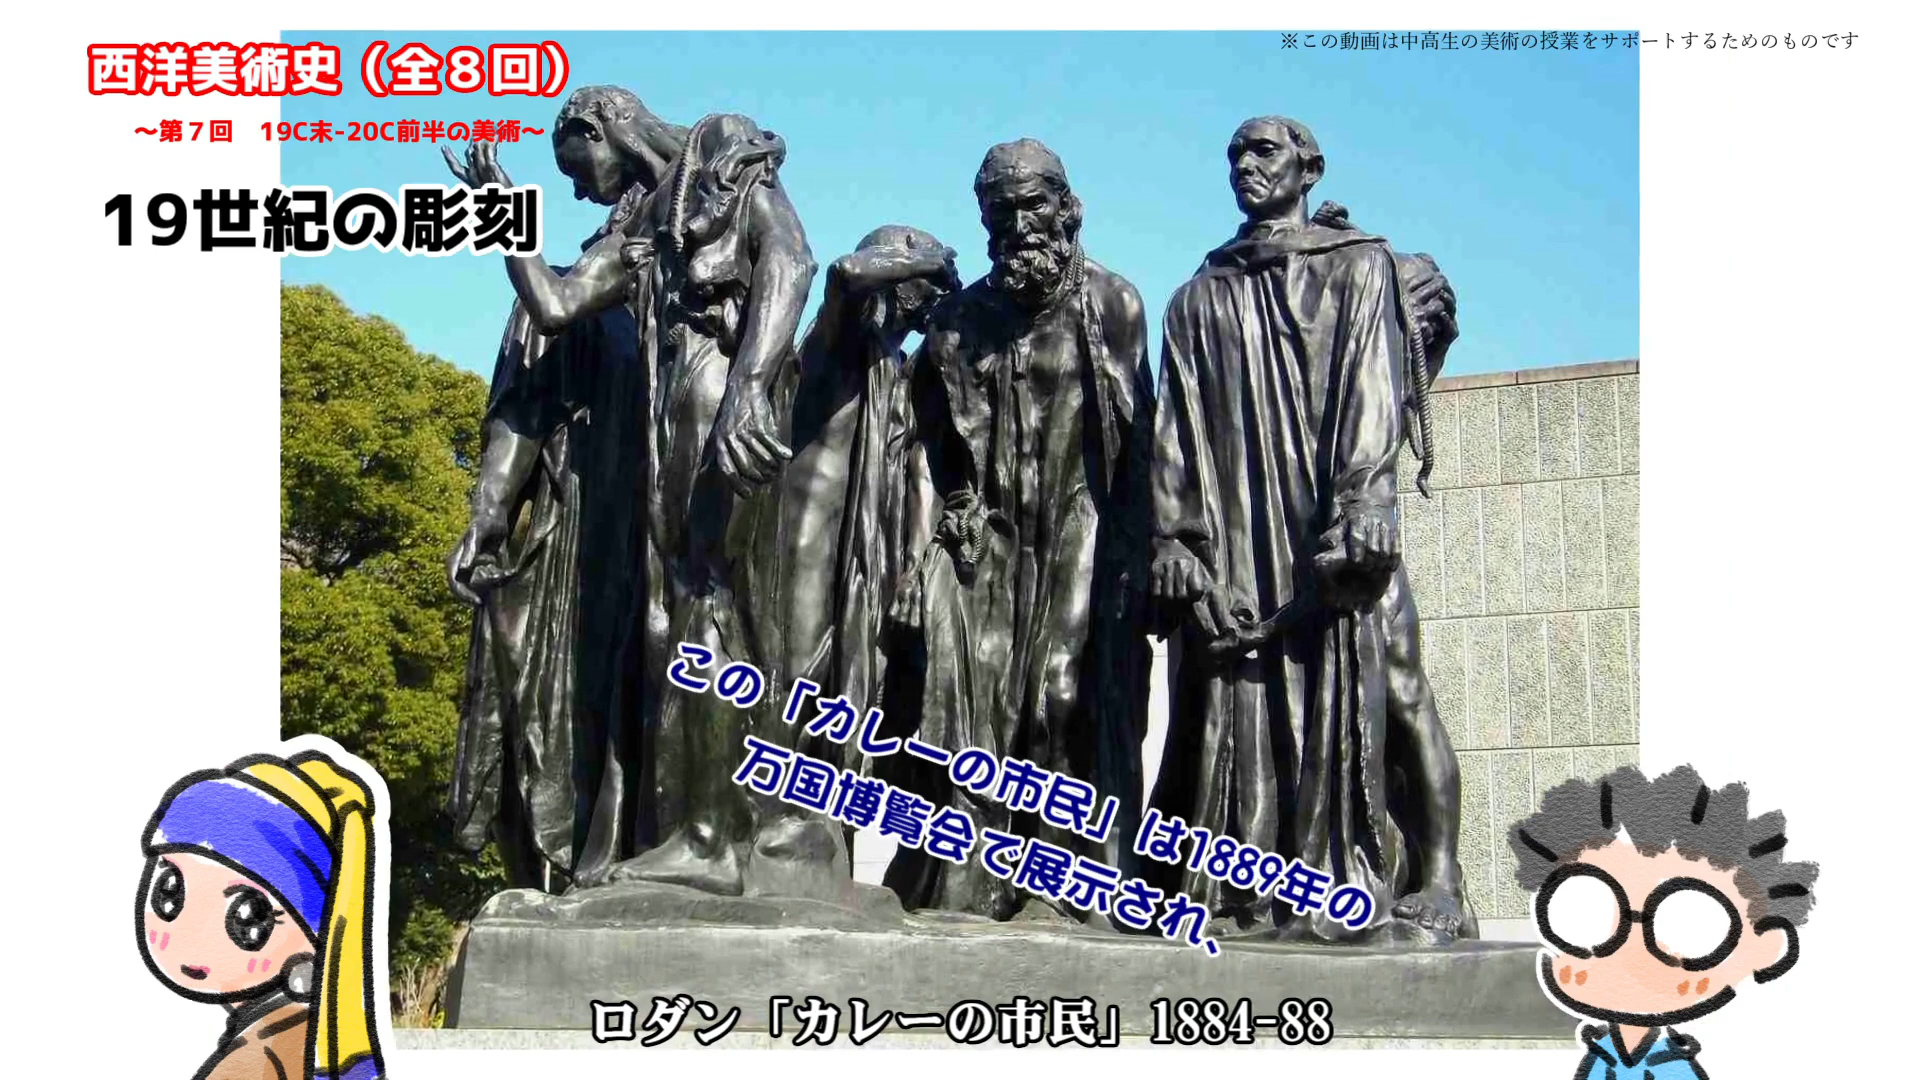 西洋美術史（全８回）
※この動画は中高生の美術の授業をサポートするためのものです
～第７回　19C末-20C前半の美術～
19世紀の彫刻
この「カレーの市民」は1889年の
万国博覧会で展示され、
ロダン「カレーの市民」1884-88